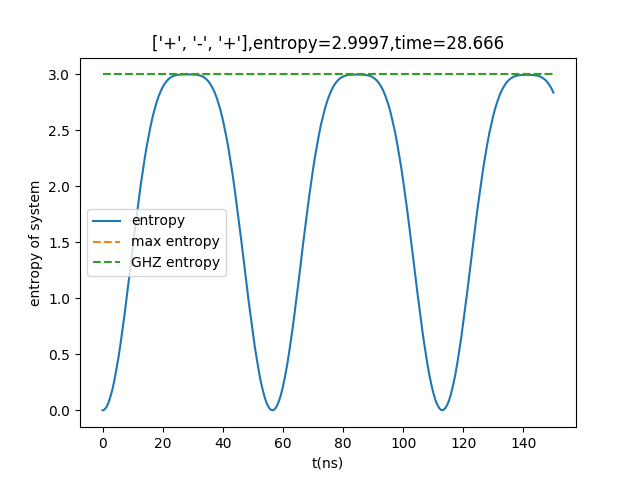 ['+', '-', '+'],entropy=2.9997,time=28.666
3.0
2.5
2.0
1.5
1.0
0.5
0.0
entropy of system
entropy
max entropy
GHZ entropy
0 20 40 60 80 100 120 140
t(ns)